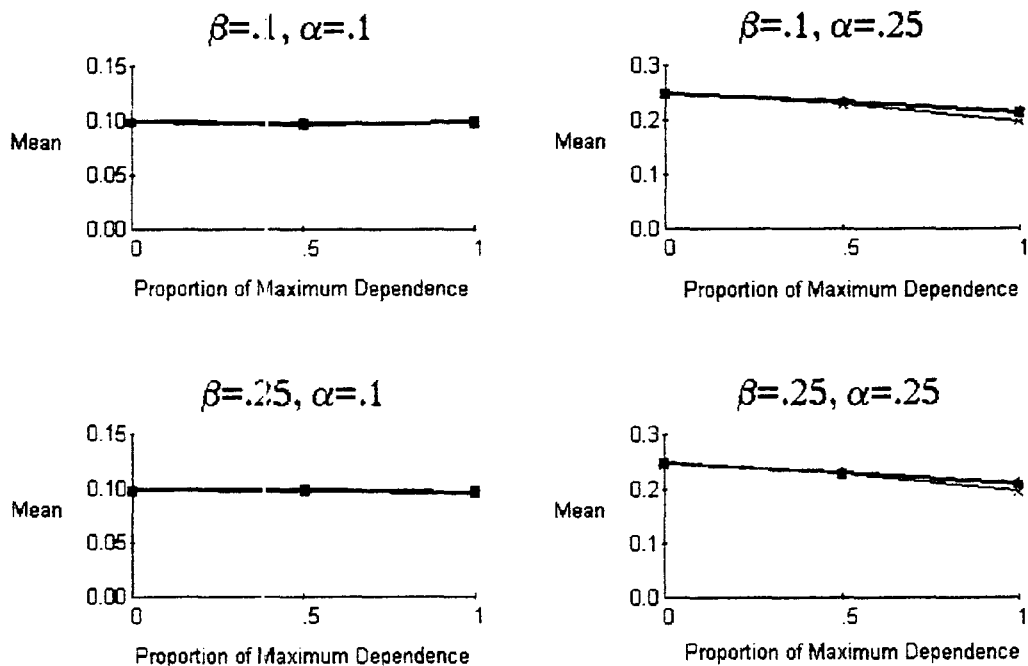 β=.1, α=.1
0.15
0.10
Mean
0.05
0.00
0
.5
1
Proportion of Maximum Dependence
β=.1, α=.25
0.3
0.2
Mean
0.1
0.0
0
.5
1
Proportion of Maximum Dependence
β=.25, α=.1
0.15
0.10
Mean
0.05
0.00
0
.5
1
Proportion of Maximum Dependence
β=.25, α=.25
0.3
0.2
Mean
0.1
0.0
0
.5
1
Proportion of Maximum Dependence